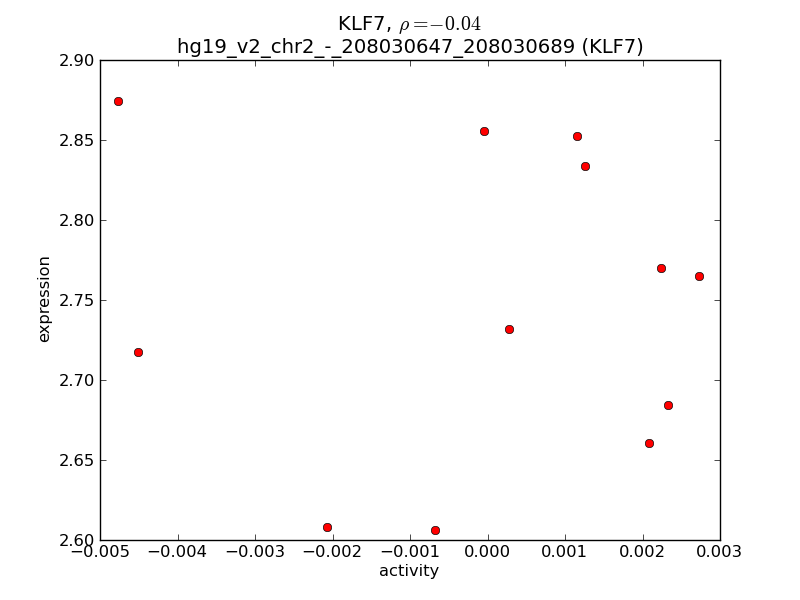 KLF7, ρ=−0.04
hg19_v2_chr2_-_208030647_208030689 (KLF7)
2.90
2.85
2.80
2.75
2.70
2.65
2.60
expression
−0.005 −0.004 −0.003 −0.002 −0.001 0.000 0.001 0.002 0.003
activity